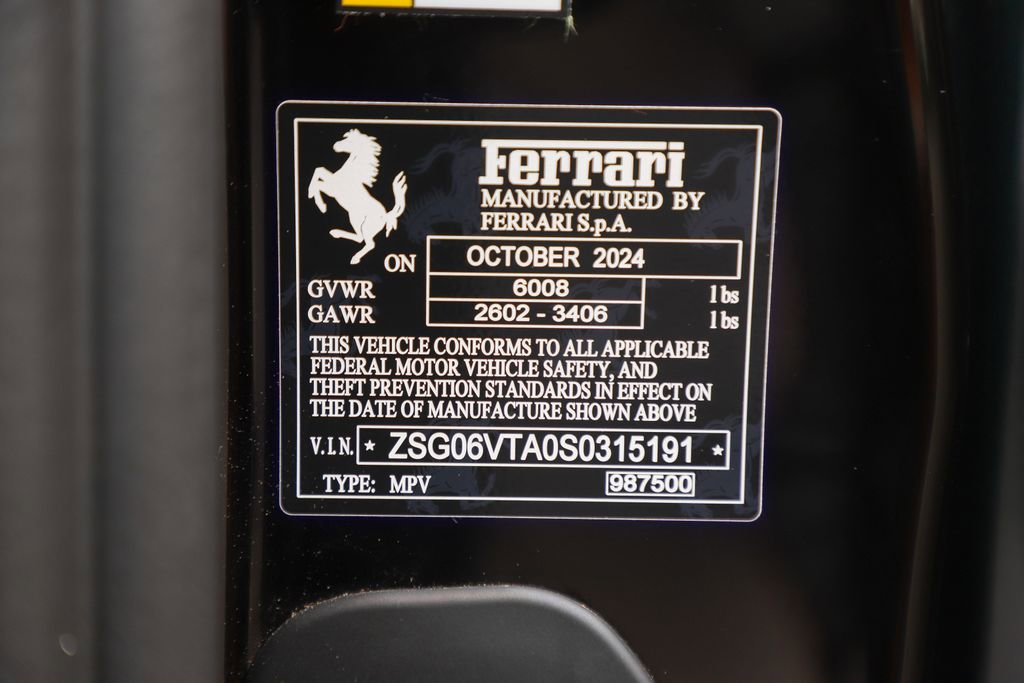 Ferrari
MANUFACTURED BY
FERRARI S.p.A.
ON OCTOBER 2024
GVWR 6008 lbs
GAWR 2602 - 3406 lbs
THIS VEHICLE CONFORMS TO ALL APPLICABLE
FEDERAL MOTOR VEHICLE SAFETY, AND
THEFT PREVENTION STANDARDS IN EFFECT ON
THE DATE OF MANUFACTURE SHOWN ABOVE
V.I.N. * ZSG06VTA0S0315191 *
TYPE: MPV 987500